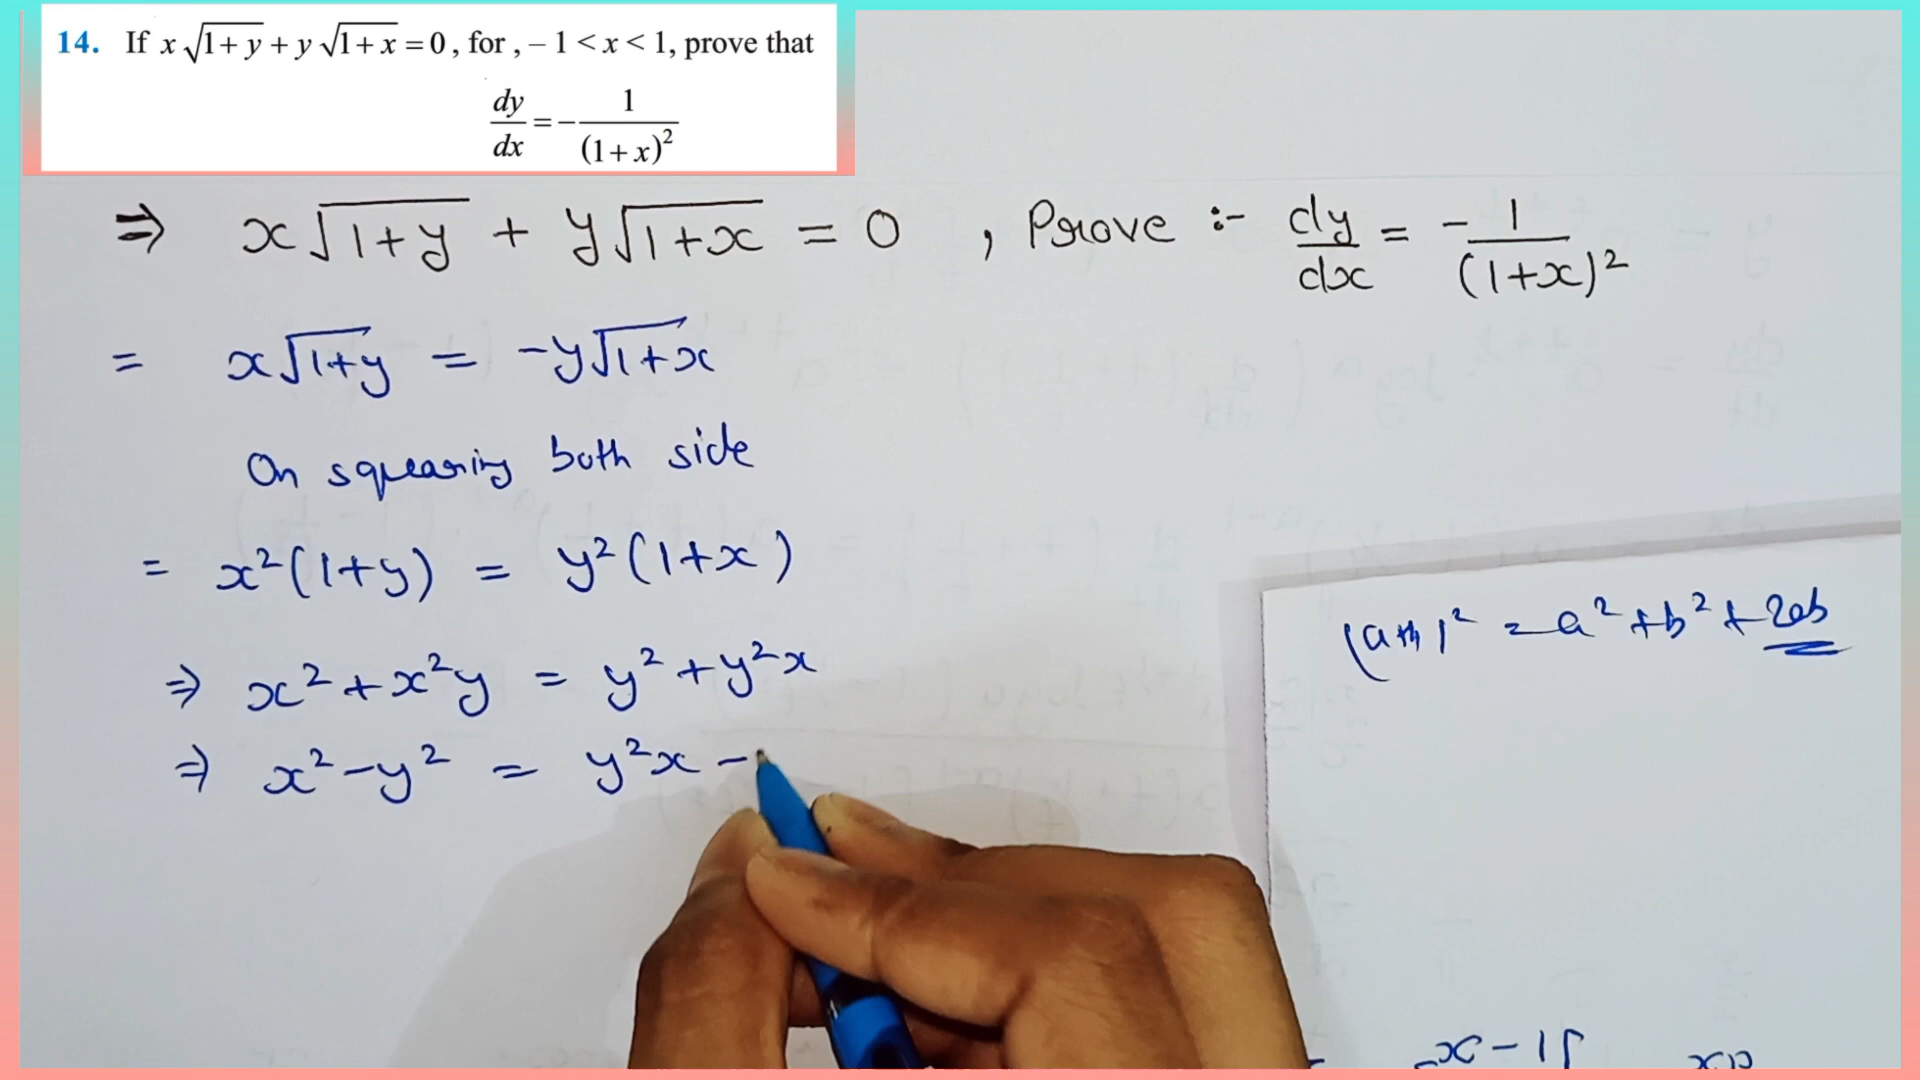 14. If x√(1+y) + y√(1+x) = 0, for, – 1 < x < 1, prove that
dy/dx = - 1/(1+x)²
⇒ x√(1+y) + y√(1+x) = 0 , Prove :- dy/dx = - 1/(1+x)²
= x√(1+y) = -y√(1+x)
On squearing both side
= x²(1+y) = y²(1+x)
⇒ x²+x²y = y²+y²x
⇒ x²-y² = y²x -
(a+b)² = a²+b²+2ab